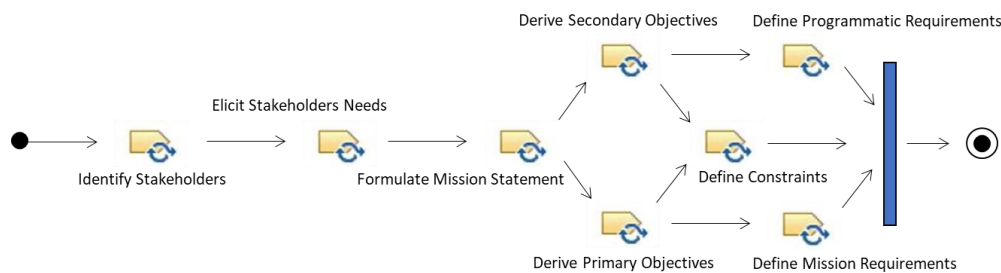 Derive Secondary Objectives
Define Programmatic Requirements
Elicit Stakeholders Needs
Identify Stakeholders
Formulate Mission Statement
Define Constraints
Derive Primary Objectives
Define Mission Requirements